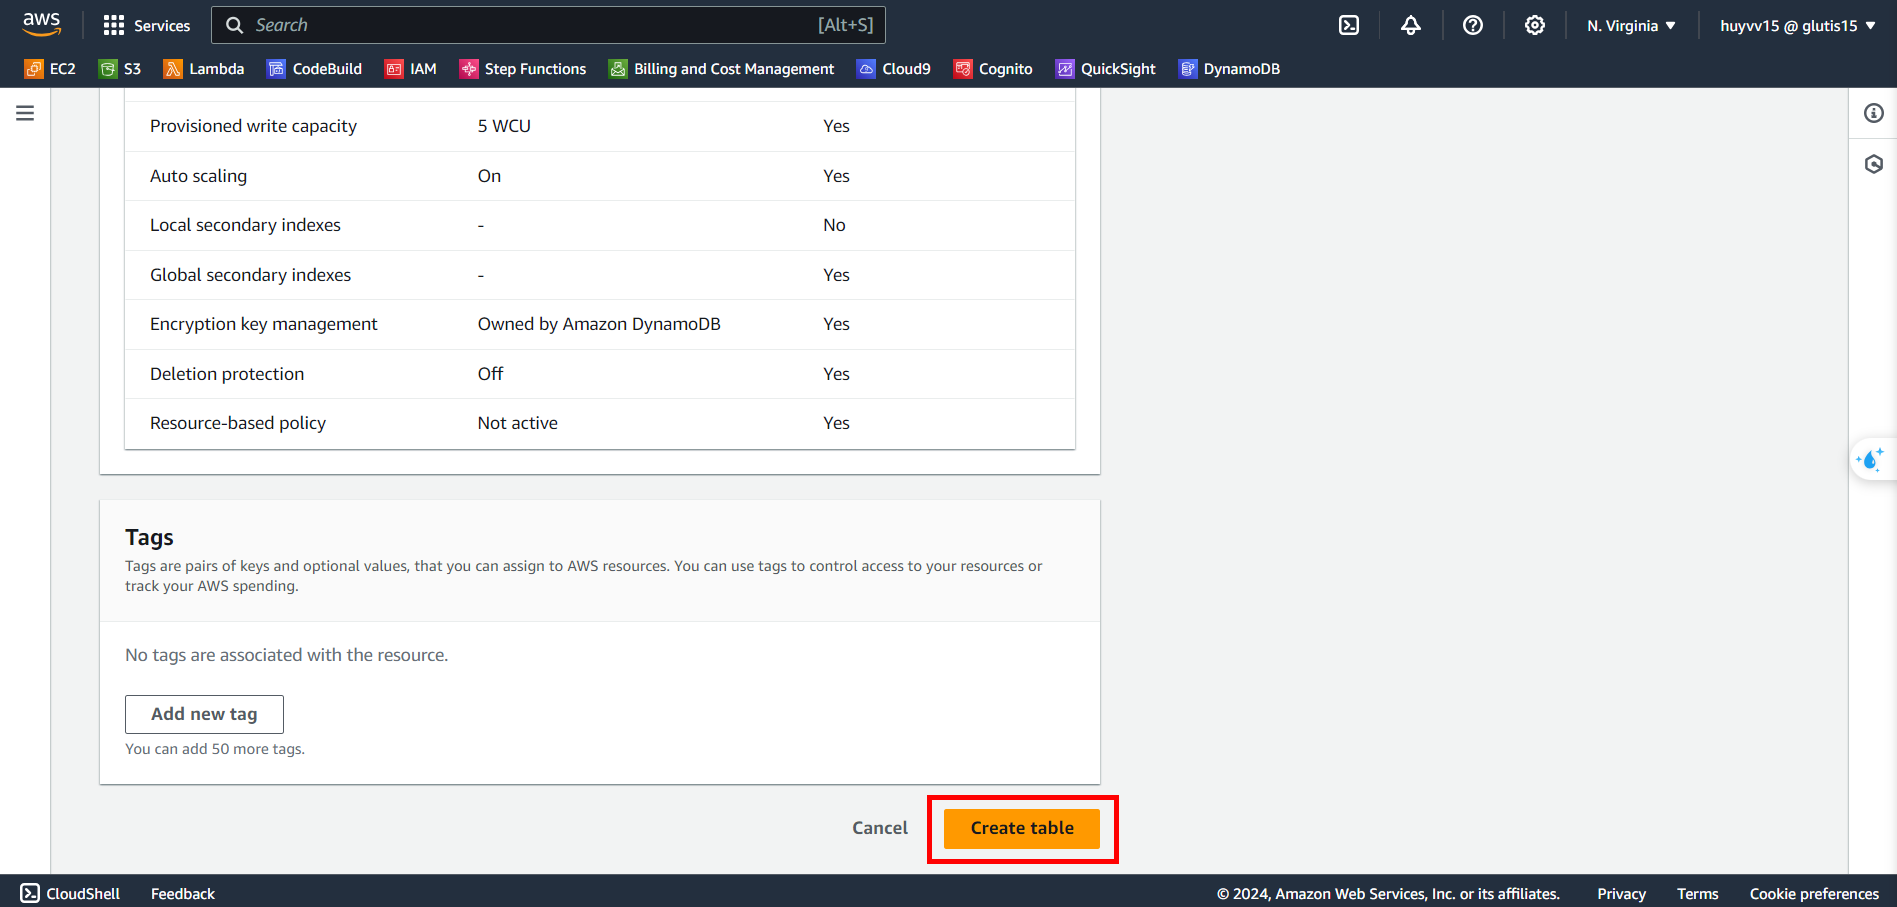 aws Services Search [Alt+S] N. Virginia huyvv15 @ glutis15
EC2 S3 Lambda CodeBuild IAM Step Functions Billing and Cost Management Cloud9 Cognito QuickSight DynamoDB
Provisioned write capacity 5 WCU Yes
Auto scaling On Yes
Local secondary indexes - No
Global secondary indexes - Yes
Encryption key management Owned by Amazon DynamoDB Yes
Deletion protection Off Yes
Resource-based policy Not active Yes
Tags
Tags are pairs of keys and optional values, that you can assign to AWS resources. You can use tags to control access to your resources or
track your AWS spending.
No tags are associated with the resource.
Add new tag
You can add 50 more tags.
Cancel Create table
CloudShell Feedback © 2024, Amazon Web Services, Inc. or its affiliates. Privacy Terms Cookie preferences